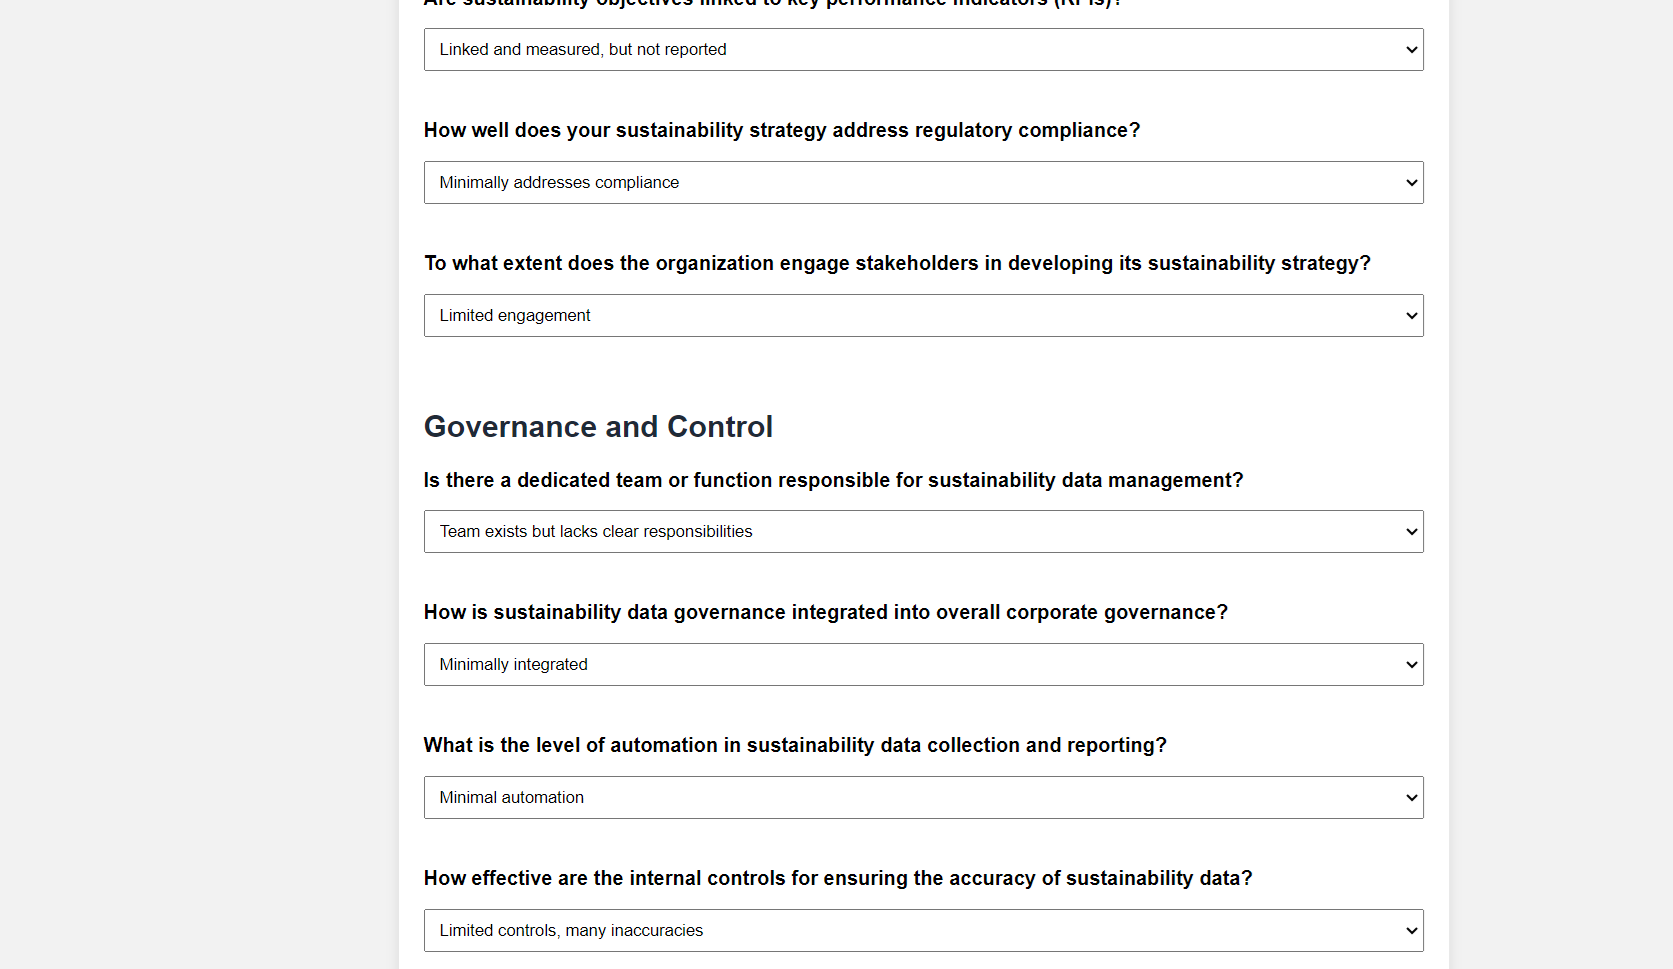 Are sustainability objectives linked to key performance indicators (KPIs)?
Linked and measured, but not reported
How well does your sustainability strategy address regulatory compliance?
Minimally addresses compliance
To what extent does the organization engage stakeholders in developing its sustainability strategy?
Limited engagement
Governance and Control
Is there a dedicated team or function responsible for sustainability data management?
Team exists but lacks clear responsibilities
How is sustainability data governance integrated into overall corporate governance?
Minimally integrated
What is the level of automation in sustainability data collection and reporting?
Minimal automation
How effective are the internal controls for ensuring the accuracy of sustainability data?
Limited controls, many inaccuracies